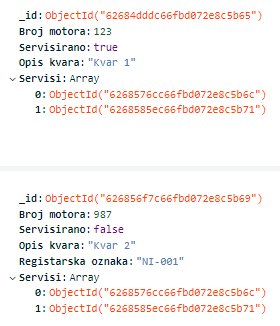 _id: ObjectId("62684dddc66fbd072e8c5b65")
Broj motora: 123
Servisirano: true
Opis kvara: "Kvar 1"
Servisi: Array
0: ObjectId("6268576cc66fbd072e8c5b6c")
1: ObjectId("6268585ec66fbd072e8c5b71")
_id: ObjectId("626856f7c66fbd072e8c5b69")
Broj motora: 987
Servisirano: false
Opis kvara: "Kvar 2"
Registarska oznaka: "NI-001"
Servisi: Array
0: ObjectId("6268576cc66fbd072e8c5b6c")
1: ObjectId("6268585ec66fbd072e8c5b71")